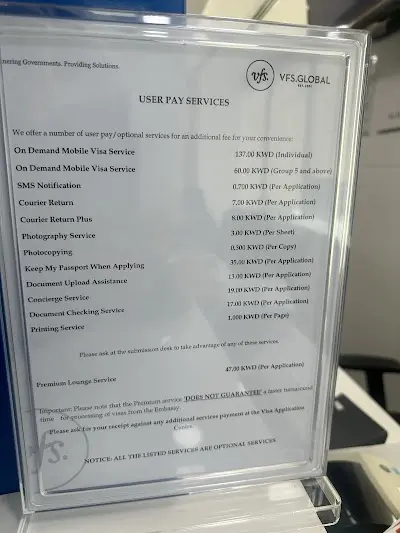 nering Governments. Providing Solutions.
vfs. VFS.GLOBAL
EST. 2001
USER PAY SERVICES
We offer a number of user pay/optional services for an additional fee for your convenience:
On Demand Mobile Visa Service 137.00 KWD (Individual)
On Demand Mobile Visa Service 60.00 KWD (Group 5 and above)
SMS Notification 0.700 KWD (Per Application)
Courier Return 7.00 KWD (Per Application)
Courier Return Plus 8.00 KWD (Per Application)
Photography Service 3.00 KWD (Per Sheet)
Photocopying 0.300 KWD (Per Copy)
Keep My Passport When Applying 35.00 KWD (Per Application)
Document Upload Assistance 13.00 KWD (Per Application)
Concierge Service 19.00 KWD (Per Application)
Document Checking Service 17.00 KWD (Per Application)
Printing Service 1.000 KWD (Per Page)
Please ask at the submission desk to take advantage of any of these services.
Premium Lounge Service 47.00 KWD (Per Application)
Important: Please note that the Premium service 'DOES NOT GUARANTEE' a faster turnaround
time for processing of visas from the Embassy.
Please ask for your receipt against any additional services payment at the Visa Application
Centre.
vfs.
NOTICE: ALL THE LISTED SERVICES ARE OPTIONAL SERVICES